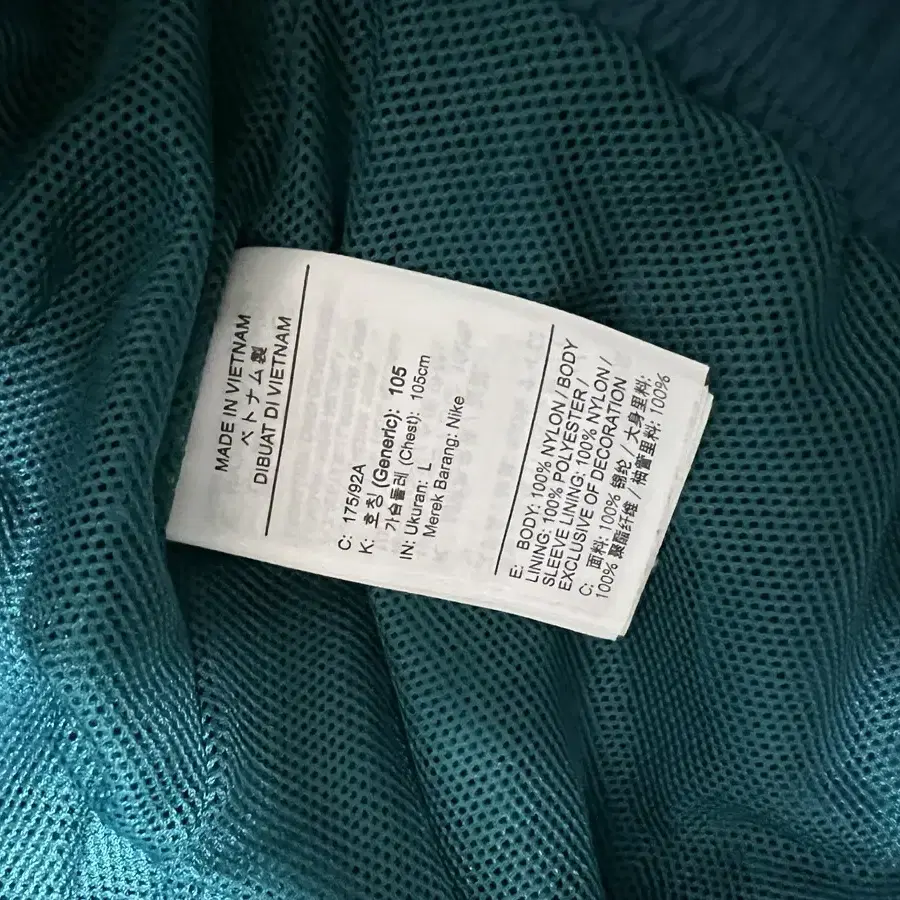 MADE IN VIETNAM
ベトナム製
DIBUAT DI VIETNAM
C: 175/92A
K: 호칭 (Generic): 105
가슴둘레 (Chest): 105cm
IN: Ukuran: L
Merek Barang: Nike
E: BODY: 100% NYLON / BODY
LINING: 100% POLYESTER /
SLEEVE LINING: 100% NYLON /
EXCLUSIVE OF DECORATION
C: 面料: 100% 锦纶 / 大身里料:
100% 聚酯纤维 / 袖筒里料: 100%